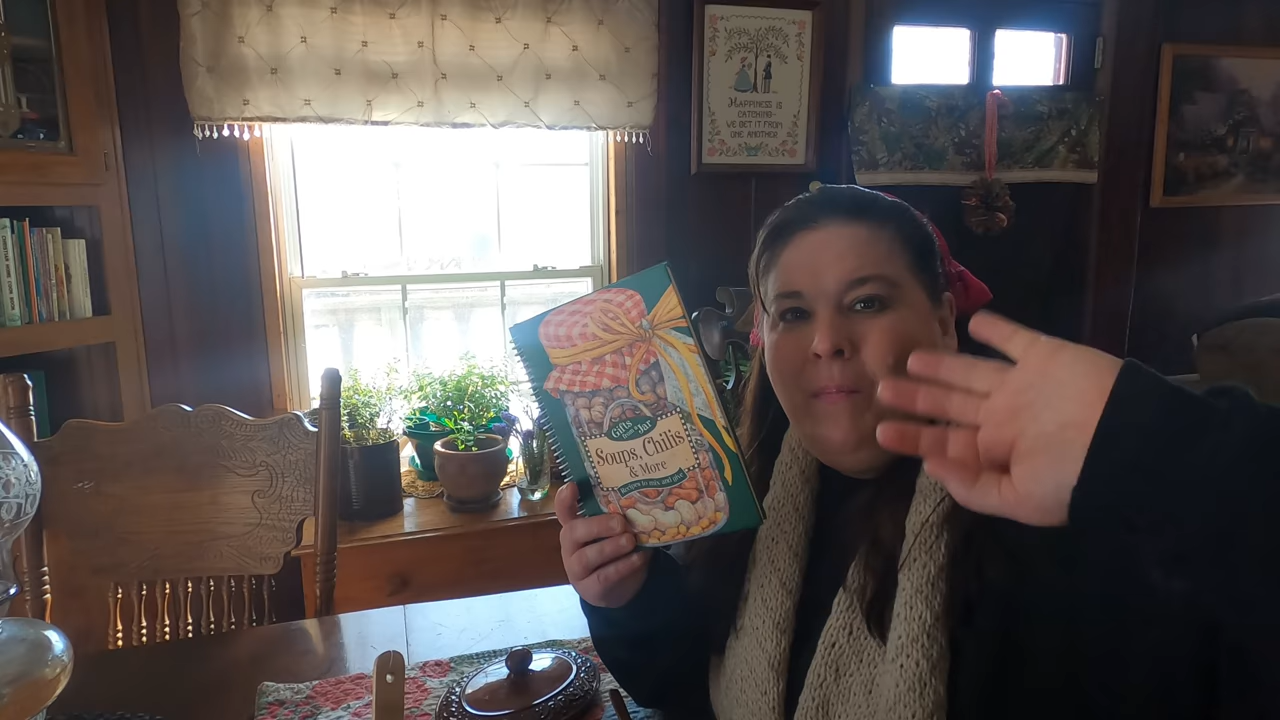 HAPPINESS IS
CATCHING-
WE GET IT FROM
ONE ANOTHER
Gifts
from a Jar
Soups, Chilis
& More
Recipes to mix and give